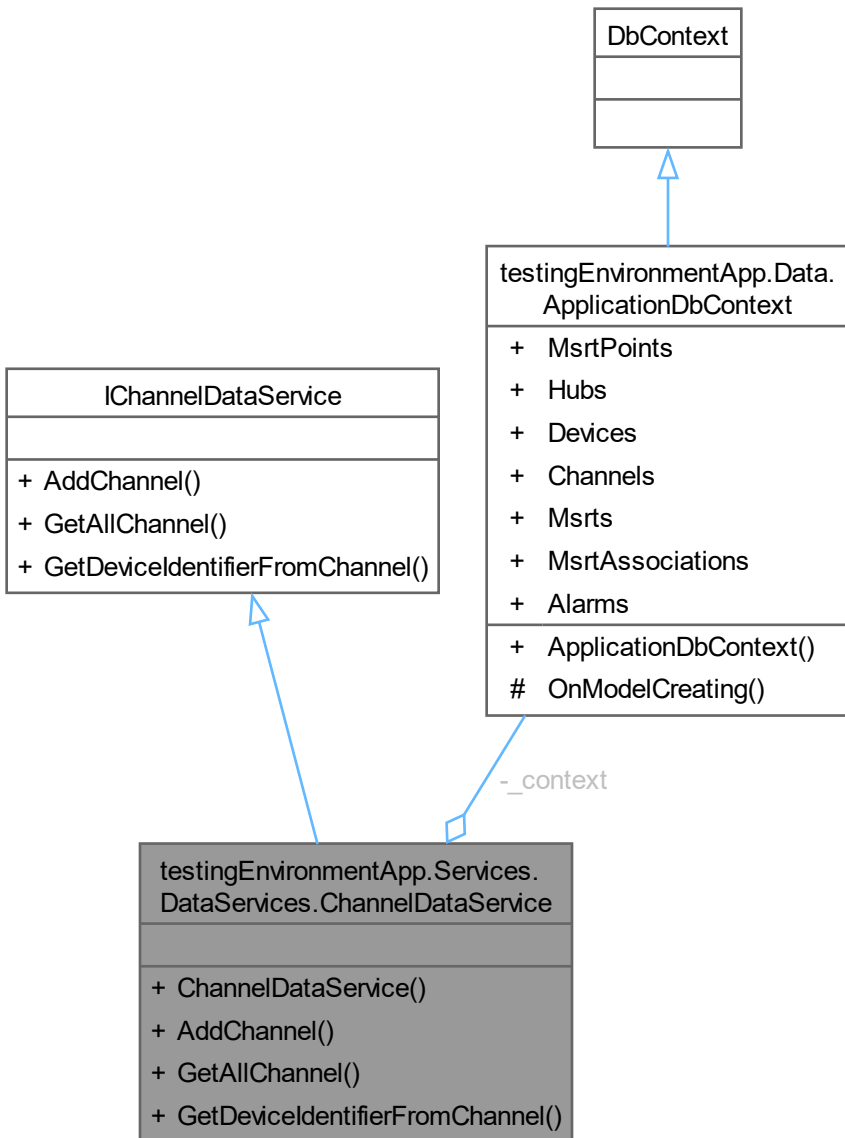 DbContext
testingEnvironmentApp.Data.
ApplicationDbContext
+ MsrtPoints
+ Hubs
+ Devices
+ Channels
+ Msrts
+ MsrtAssociations
+ Alarms
+ ApplicationDbContext()
# OnModelCreating()
IChannelDataService
+ AddChannel()
+ GetAllChannel()
+ GetDeviceIdentifierFromChannel()
-_context
testingEnvironmentApp.Services.
DataServices.ChannelDataService
+ ChannelDataService()
+ AddChannel()
+ GetAllChannel()
+ GetDeviceIdentifierFromChannel()